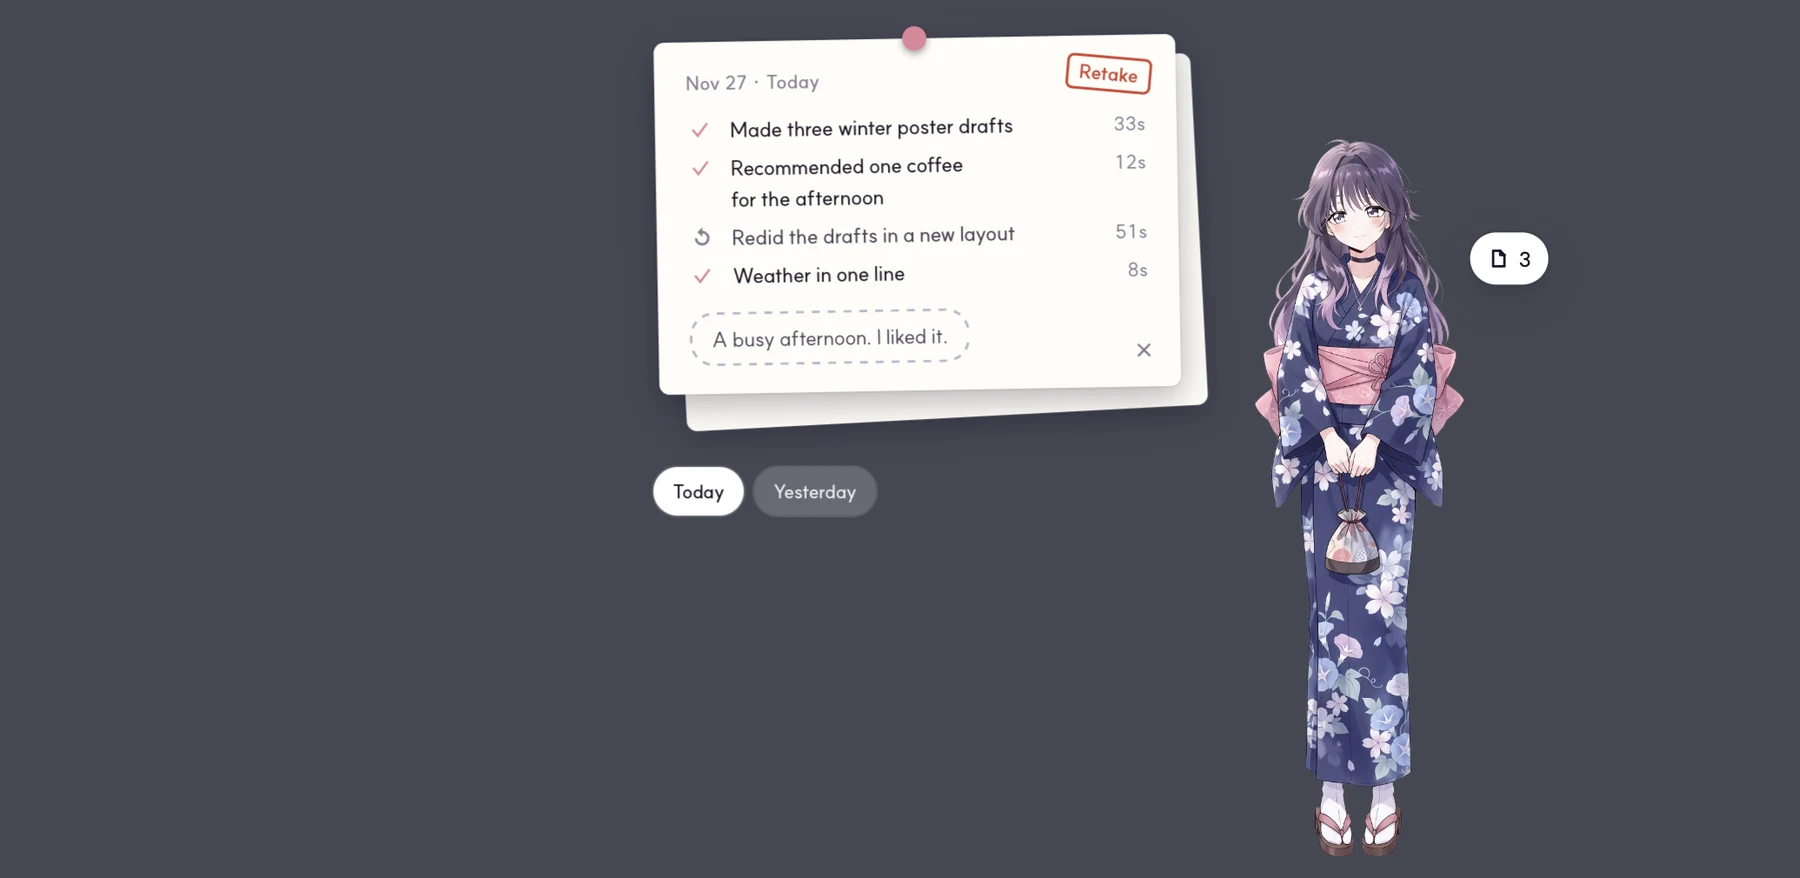 Nov 27 · Today
Retake
Made three winter poster drafts
33s
Recommended one coffee
for the afternoon
12s
Redid the drafts in a new layout
51s
Weather in one line
8s
A busy afternoon. I liked it.
Today
Yesterday
3